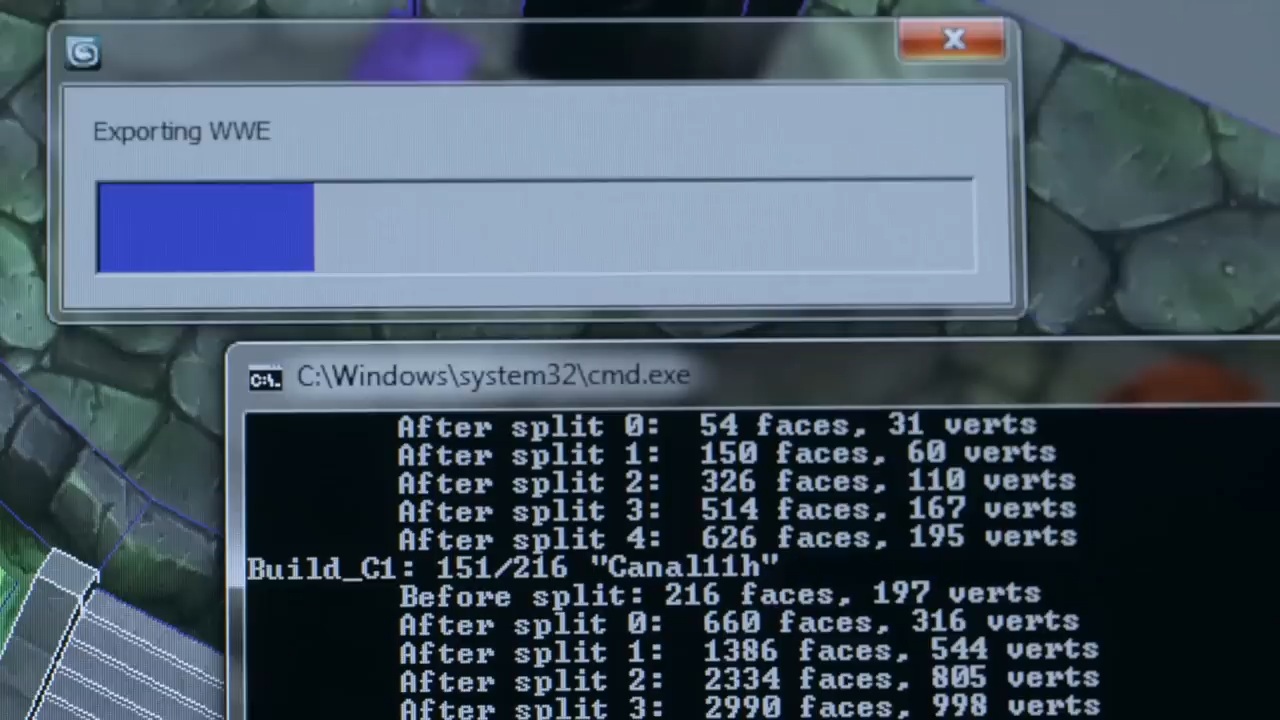 Exporting WWE
C:\Windows\system32\cmd.exe
After split 0: 54 faces, 31 verts
After split 1: 150 faces, 60 verts
After split 2: 326 faces, 110 verts
After split 3: 514 faces, 167 verts
After split 4: 626 faces, 195 verts
Build_C1: 151/216 "Canal11h"
Before split: 216 faces, 197 verts
After split 0: 660 faces, 316 verts
After split 1: 1386 faces, 544 verts
After split 2: 2334 faces, 805 verts
After split 3: 2990 faces, 998 verts